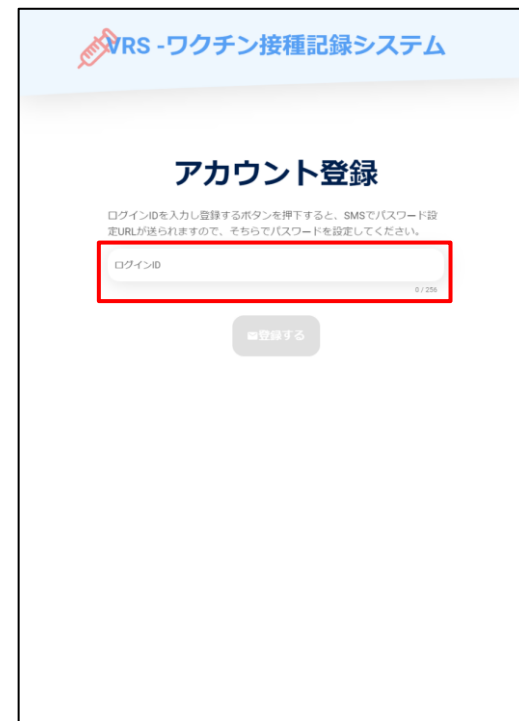 VRS -ワクチン接種記録システム
アカウント登録
ログインIDを入力し登録するボタンを押下すると、SMSでパスワード設
定URLが送られますので、そちらでパスワードを設定してください。
ログインID
0 / 256
登録する